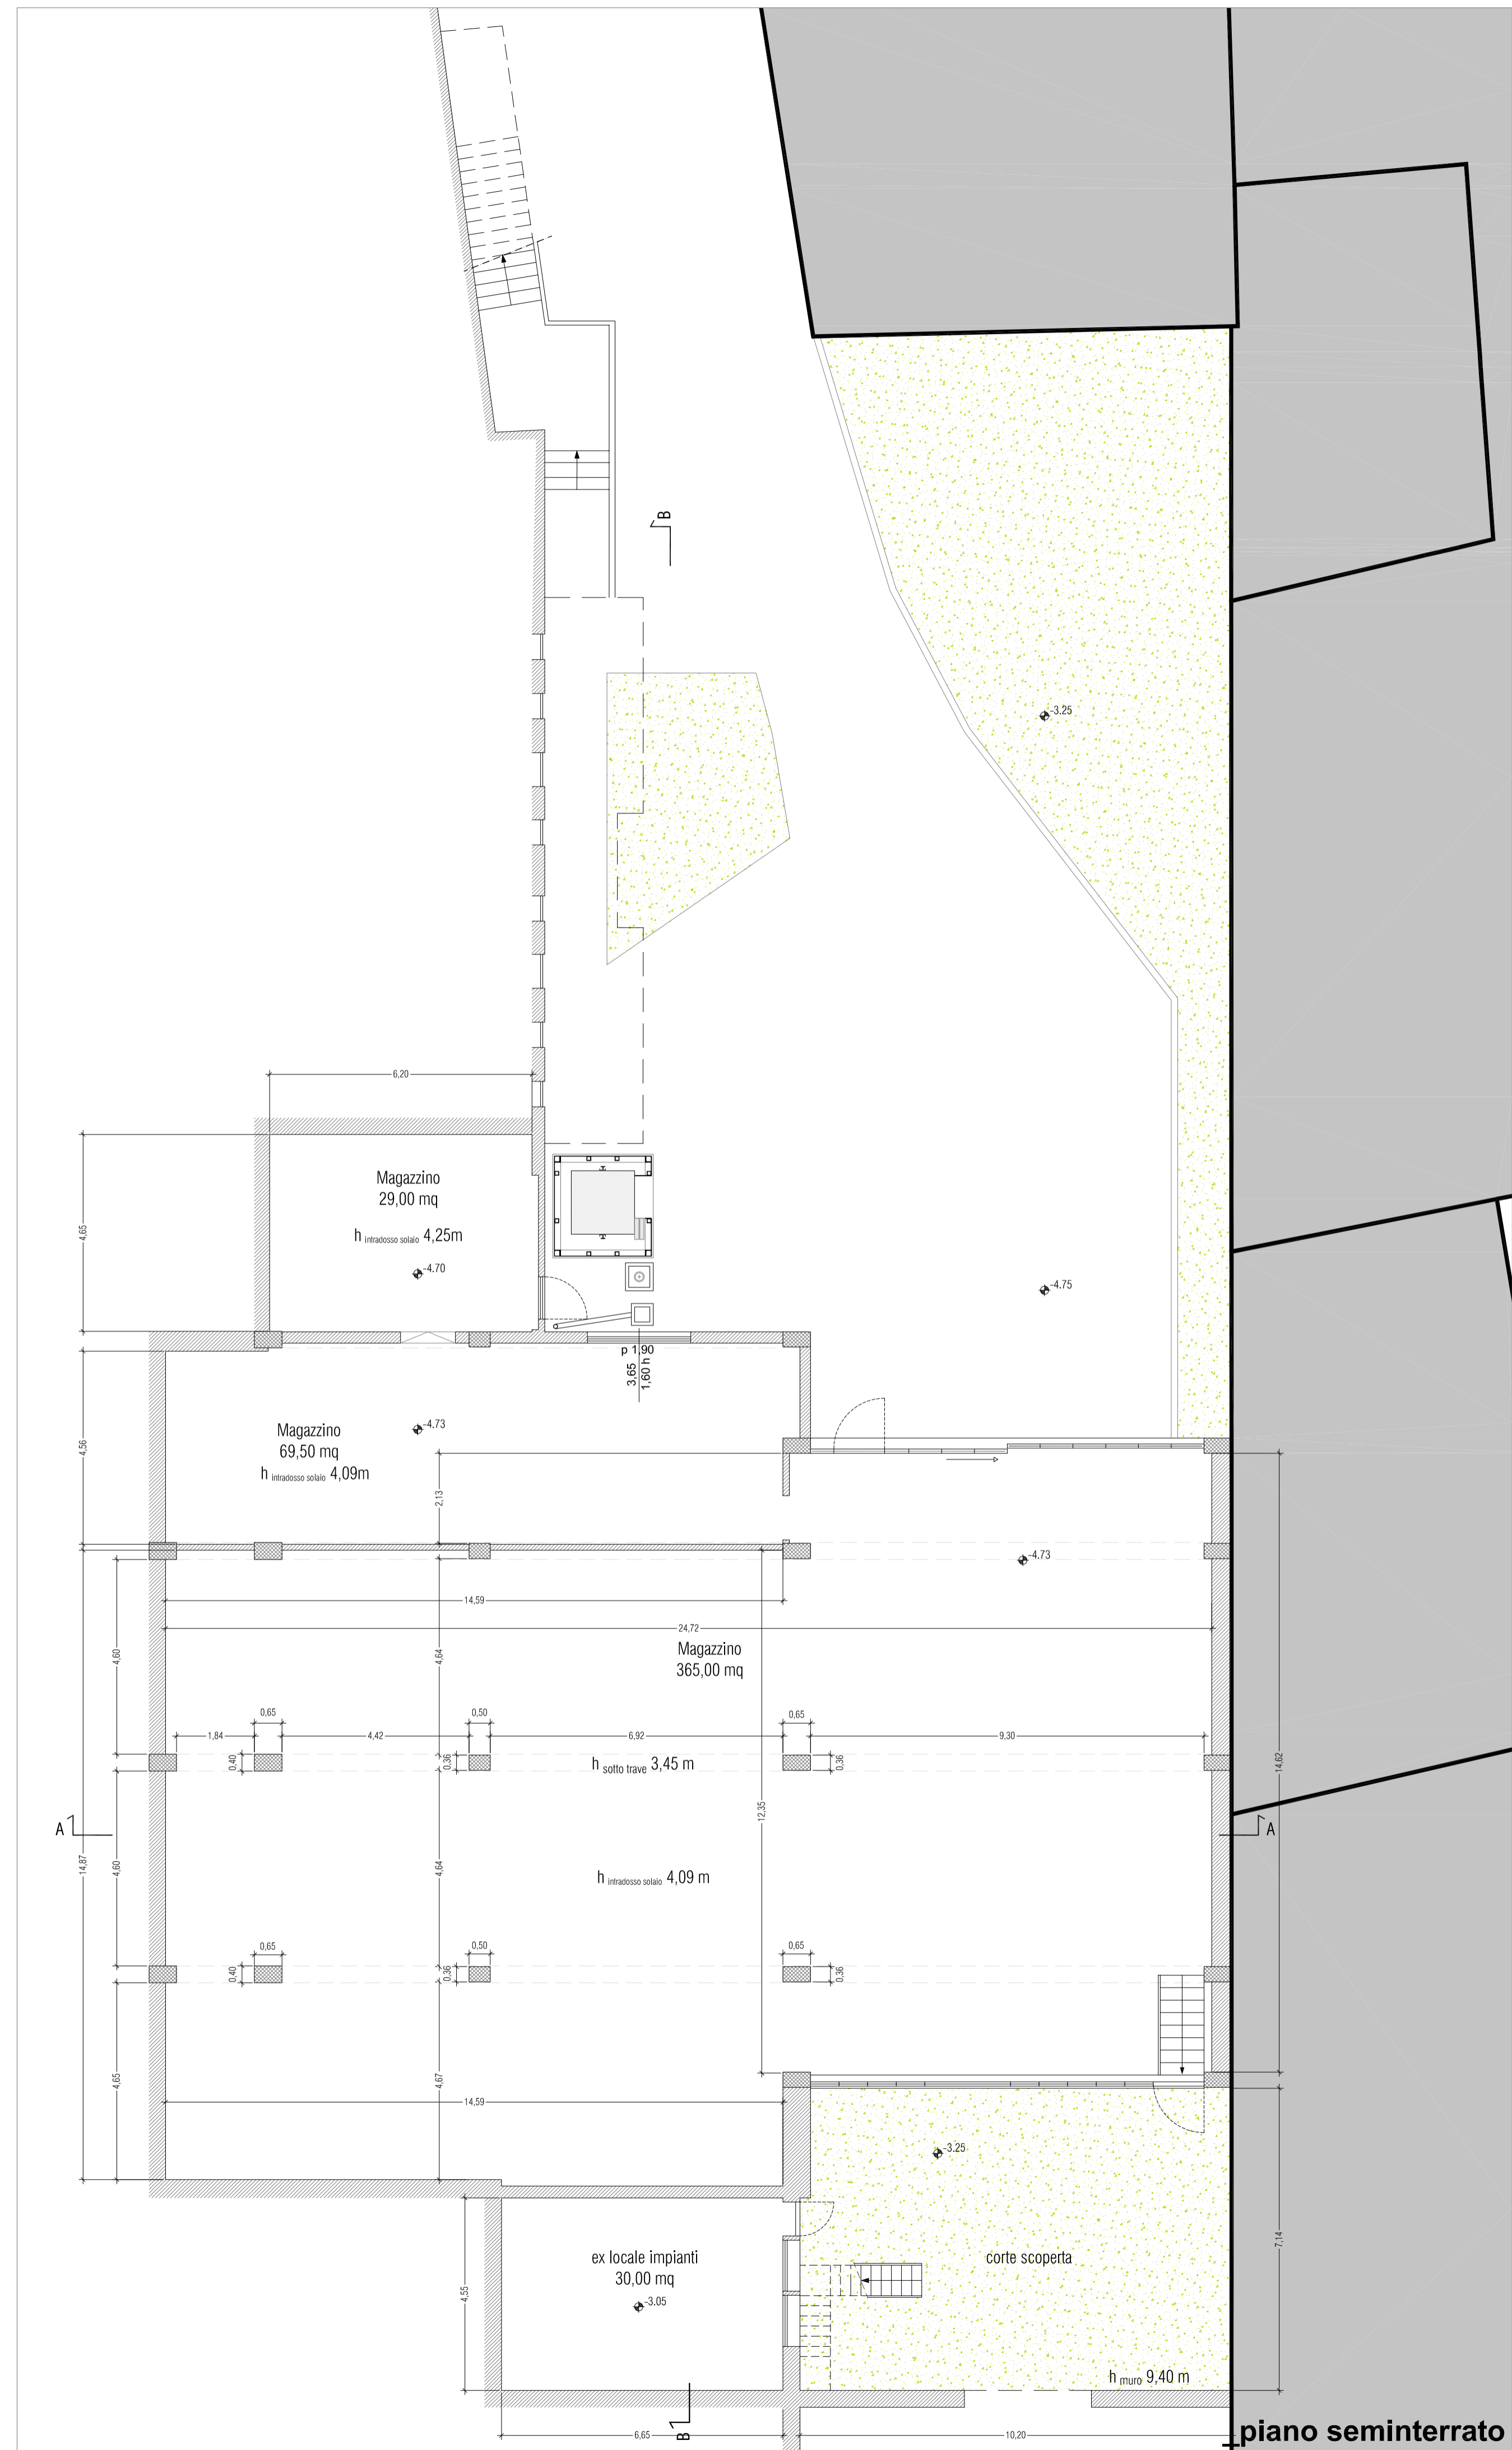 B
-3.25
6,20
Magazzino
29,00 mq
h intradosso solaio 4,25m
-4.70
4,65
-4.75
p 1.90
3,65
1,60 h
Magazzino
69,50 mq
h intradosso solaio 4,09m
-4.73
4,56
2,13
-4.73
14,59
24,72
Magazzino
365,00 mq
4,60
4,64
0,65
0,50
0,65
1,84
4,42
6,92
9,30
0,40
0,36
h sotto trave 3,45 m
0,36
14,62
12,35
A
A
14,87
4,60
4,64
h intradosso solaio 4,09 m
0,65
0,50
0,65
0,40
0,36
0,36
4,65
4,67
14,59
-3.25
ex locale impianti
30,00 mq
-3.05
4,55
corte scoperta
7,14
h muro 9,40 m
B
6,65
10,20
piano seminterrato